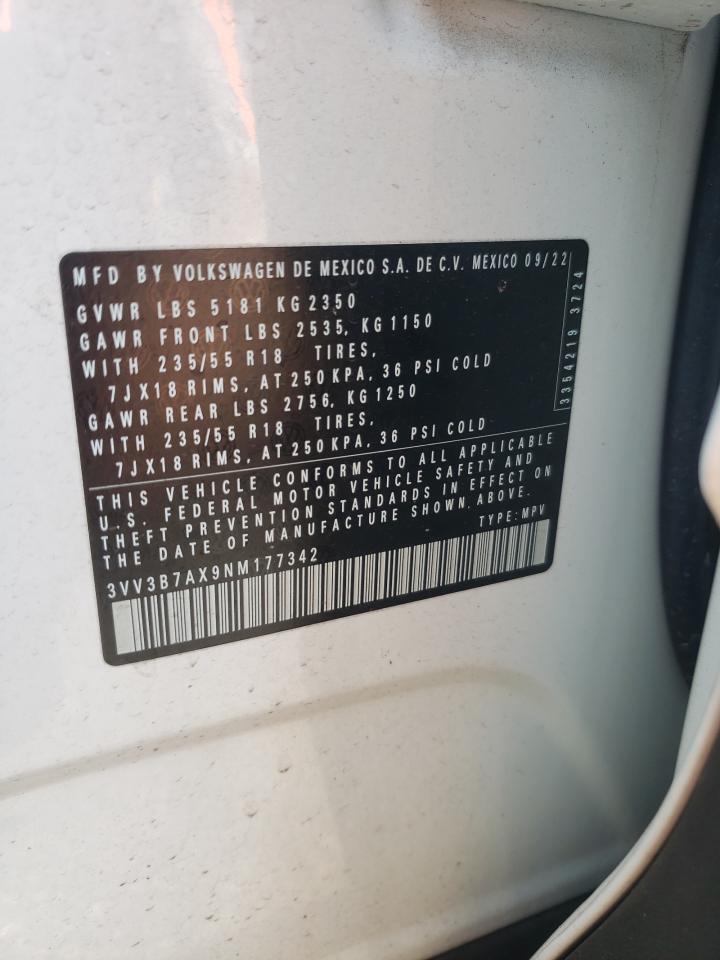 MFD BY VOLKSWAGEN DE MEXICO S.A. DE C.V. MEXICO 09/22
GVWR LBS 5181 KG 2350
GAWR FRONT LBS 2535, KG 1150
WITH 235/55 R18 TIRES,
7JX18 RIMS, AT 250 KPA, 36 PSI COLD
GAWR REAR LBS 2756, KG 1250
WITH 235/55 R18 TIRES,
7JX18 RIMS, AT 250 KPA, 36 PSI COLD
3354219 3724
THIS VEHICLE CONFORMS TO ALL APPLICABLE
U.S. FEDERAL MOTOR VEHICLE SAFETY AND
THEFT PREVENTION STANDARDS IN EFFECT ON
THE DATE OF MANUFACTURE SHOWN ABOVE.
TYPE: MPV
3VV3B7AX9NM177342